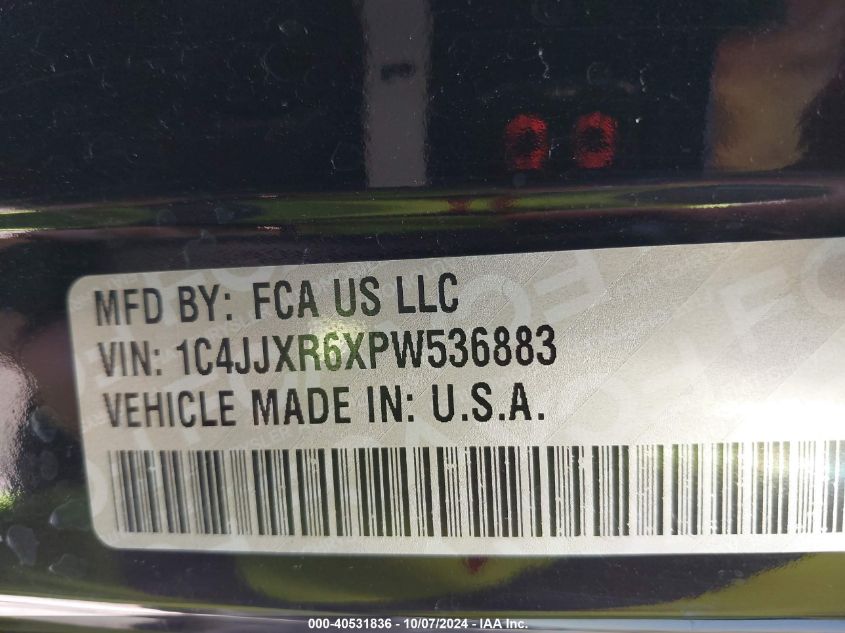 MFD BY: FCA US LLC
VIN: 1C4JJXR6XPW536883
VEHICLE MADE IN: U.S.A.
000-40531836 - 10/07/2024 - IAA Inc.